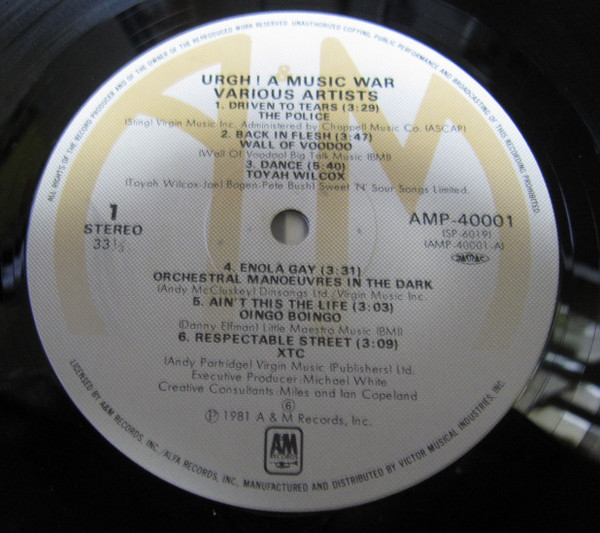 ALL RIGHTS OF THE RECORD PRODUCER AND OF THE OWNER OF THE REPRODUCED WORK RESERVED. UNAUTHORIZED COPYING, PUBLIC PERFORMANCE AND BROADCASTING OF THIS RECORDING PROHIBITED.
URGH! A MUSIC WAR
VARIOUS ARTISTS
1. DRIVEN TO TEARS (3:29)
THE POLICE
(Sting) Virgin Music Inc. Administered by Chappell Music Co. (ASCAP)
2. BACK IN FLESH (3:47)
WALL OF VOODOO
(Wall Of Voodoo) Big Talk Music (BMI)
3. DANCE (5:40)
TOYAH WILCOX
(Toyah Wilcox-Joel Bogen-Pete Bush) Sweet 'N' Sour Songs Limited.
1
STEREO
33⅓
AMP-40001
(SP-6019)
(AMP-40001-A)
4. ENOLA GAY (3:31)
ORCHESTRAL MANOEUVRES IN THE DARK
(Andy McCluskey) Dinsongs Ltd./Virgin Music Inc.
5. AIN'T THIS THE LIFE (3:03)
OINGO BOINGO
(Danny Elfman) Little Maestra Music (BMI)
6. RESPECTABLE STREET (3:09)
XTC
(Andy Partridge) Virgin Music (Publishers) Ltd.
Executive Producer: Michael White
Creative Consultants: Miles and Ian Copeland
⑥
Ⓟ 1981 A & M Records, Inc.
AM
RECORDS
LICENSED BY A&M RECORDS, INC./ALFA RECORDS, INC., MANUFACTURED AND DISTRIBUTED BY VICTOR MUSICAL INDUSTRIES, INC.